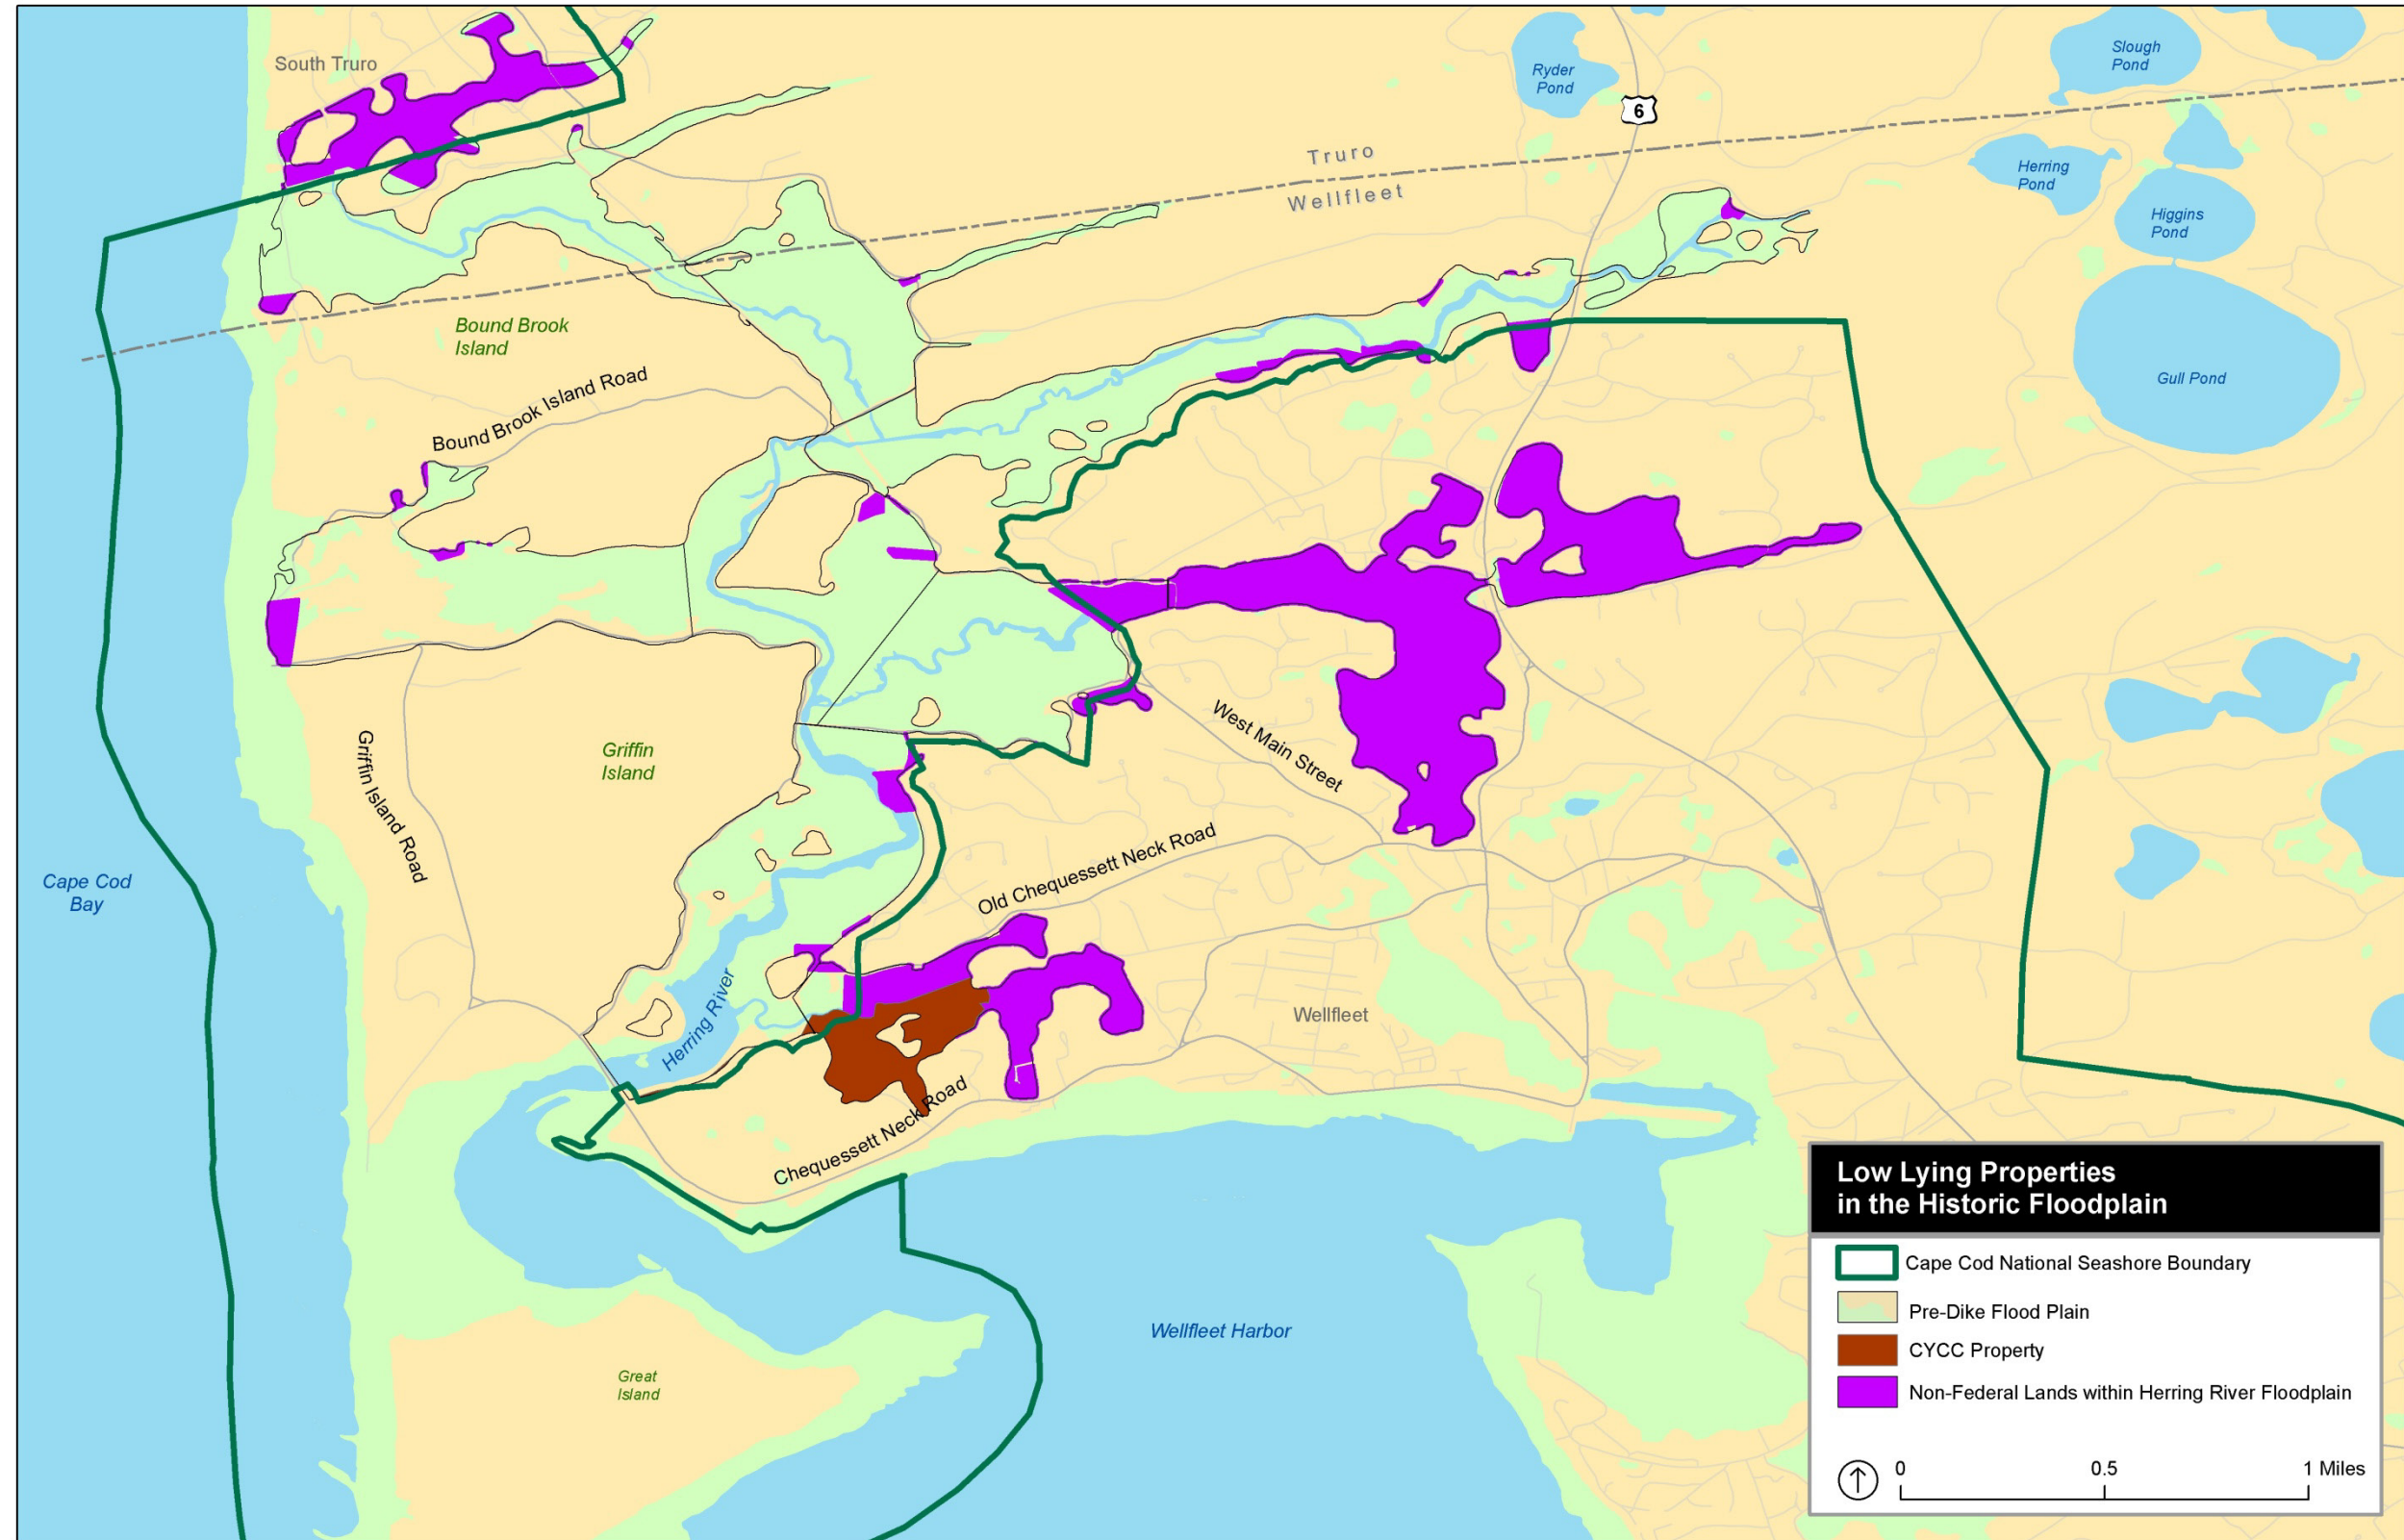 South Truro
Ryder
Pond
Slough
Pond
6
Truro
Wellfleet
Herring
Pond
Higgins
Pond
Bound Brook
Island
Gull Pond
Bound Brook Island Road
Griffin Island Road
Griffin
Island
West Main Street
Cape Cod
Bay
Old Chequessett Neck Road
Herring River
Wellfleet
Chequessett Neck Road
Wellfleet Harbor
Great
Island
Low Lying Properties
in the Historic Floodplain
Cape Cod National Seashore Boundary
Pre-Dike Flood Plain
CYCC Property
Non-Federal Lands within Herring River Floodplain
0 0.5 1 Miles